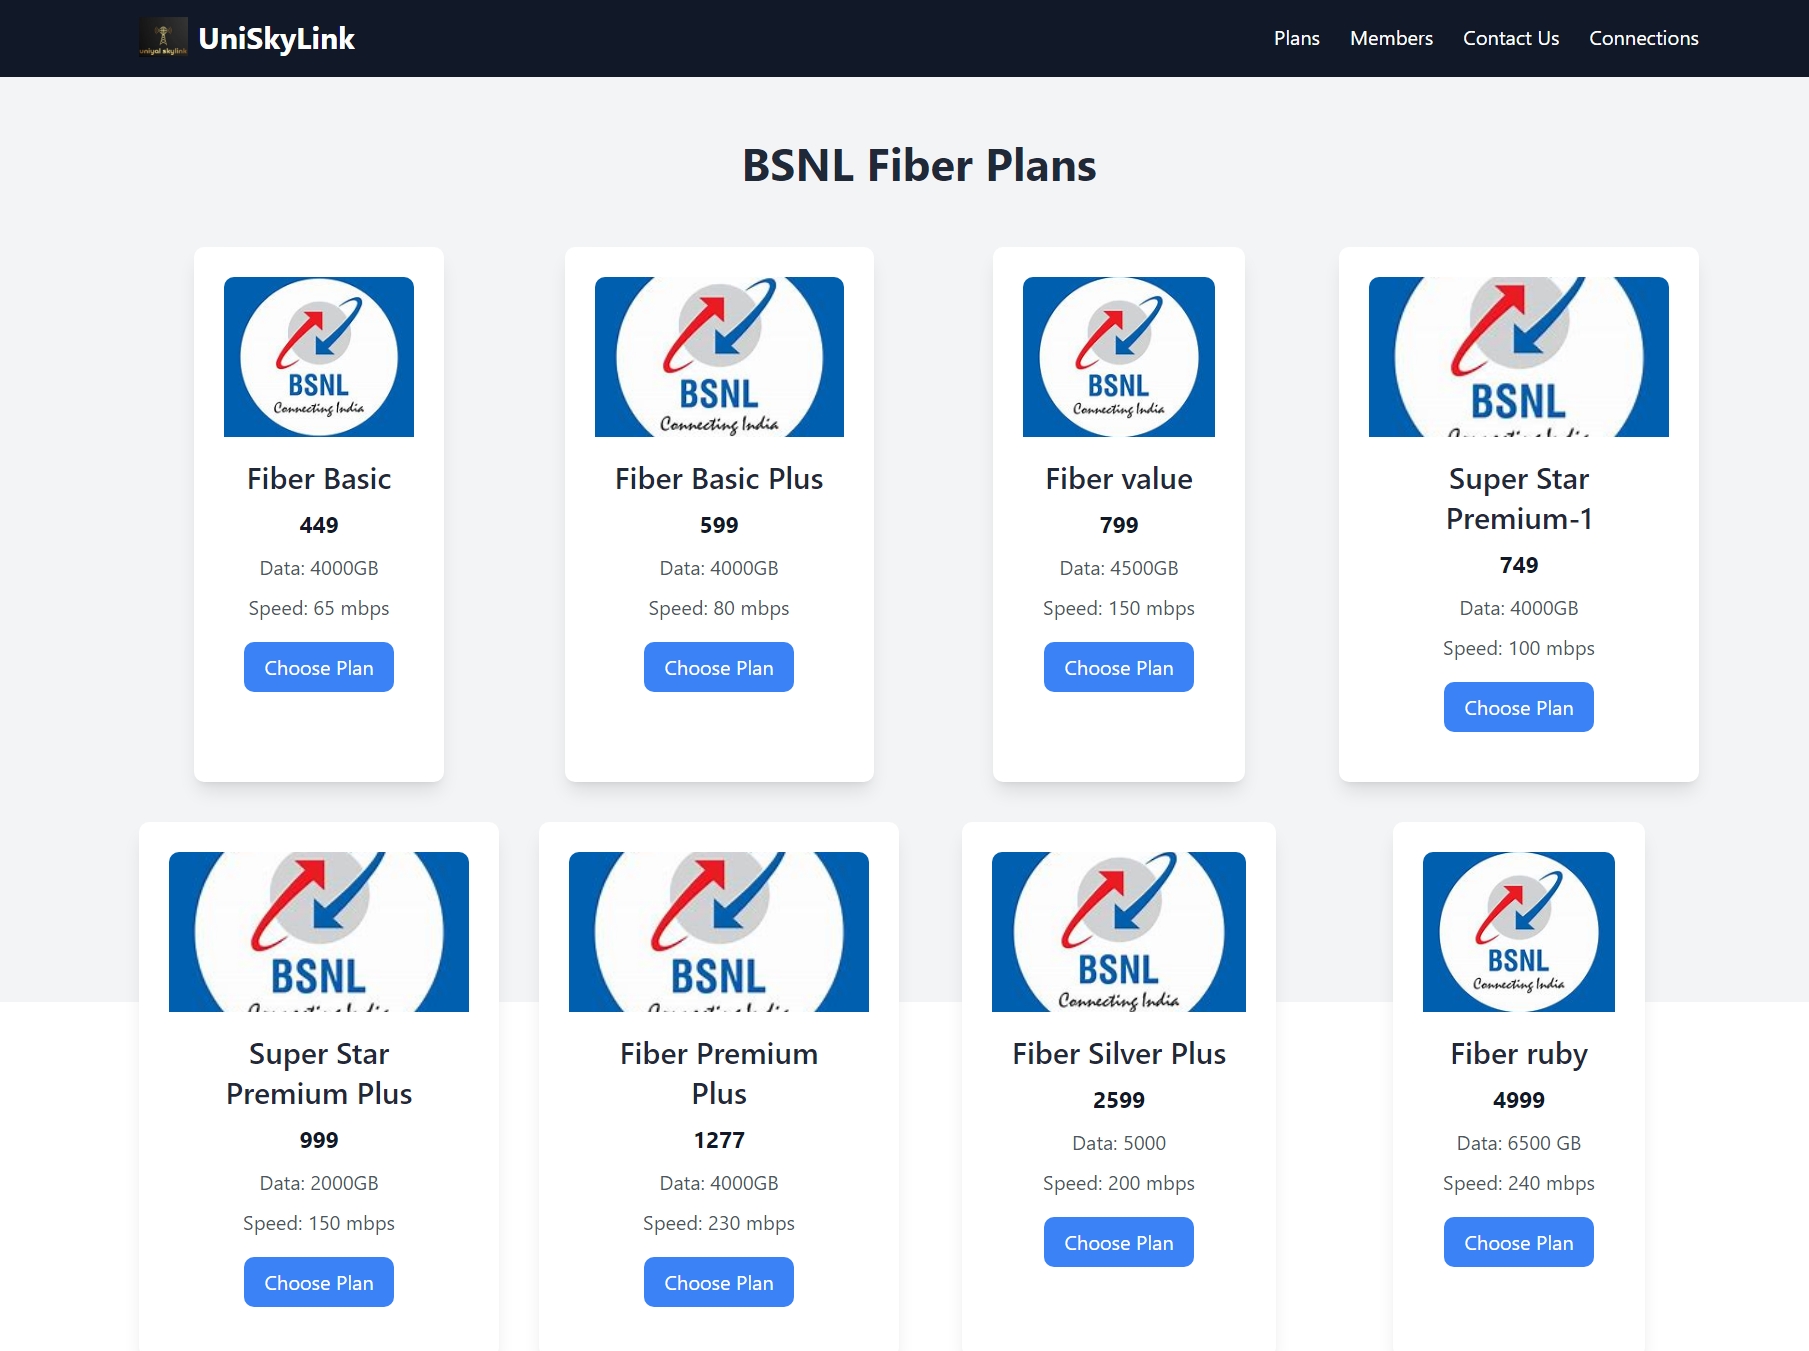 uniyal skylink
UniSkyLink
Plans
Members
Contact Us
Connections
BSNL Fiber Plans
BSNL
Connecting India
Fiber Basic
449
Data: 4000GB
Speed: 65 mbps
Choose Plan
BSNL
Connecting India
Fiber Basic Plus
599
Data: 4000GB
Speed: 80 mbps
Choose Plan
BSNL
Connecting India
Fiber value
799
Data: 4500GB
Speed: 150 mbps
Choose Plan
BSNL
Connecting India
Super Star
Premium-1
749
Data: 4000GB
Speed: 100 mbps
Choose Plan
BSNL
Connecting India
Super Star
Premium Plus
999
Data: 2000GB
Speed: 150 mbps
Choose Plan
BSNL
Connecting India
Fiber Premium
Plus
1277
Data: 4000GB
Speed: 230 mbps
Choose Plan
BSNL
Connecting India
Fiber Silver Plus
2599
Data: 5000
Speed: 200 mbps
Choose Plan
BSNL
Connecting India
Fiber ruby
4999
Data: 6500 GB
Speed: 240 mbps
Choose Plan